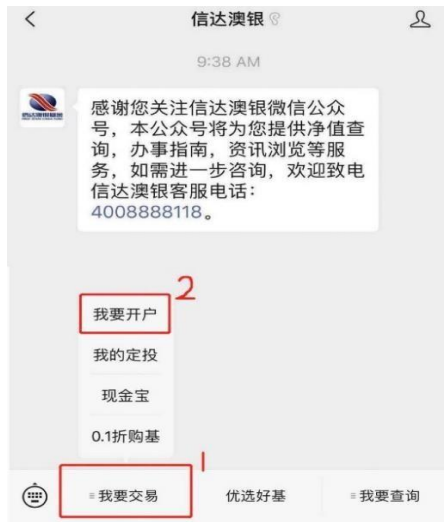 信达澳银
9:38 AM
感谢您关注信达澳银微信公众
号，本公众号将为您提供净值查
询，办事指南，资讯浏览等服
务，如需进一步咨询，欢迎致电
信达澳银客服电话：
4008888118。
2
我要开户
我的定投
现金宝
0.1折购基
1
我要交易
优选好基
我要查询